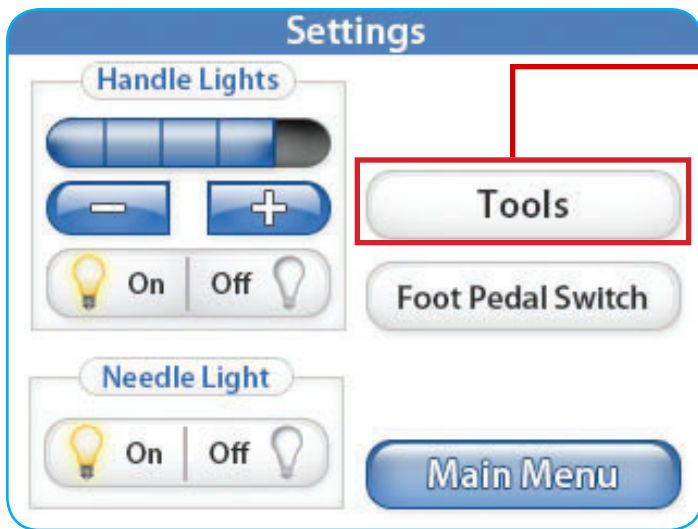 Settings
Handle Lights
On Off
Needle Light
On Off
Tools
Foot Pedal Switch
Main Menu